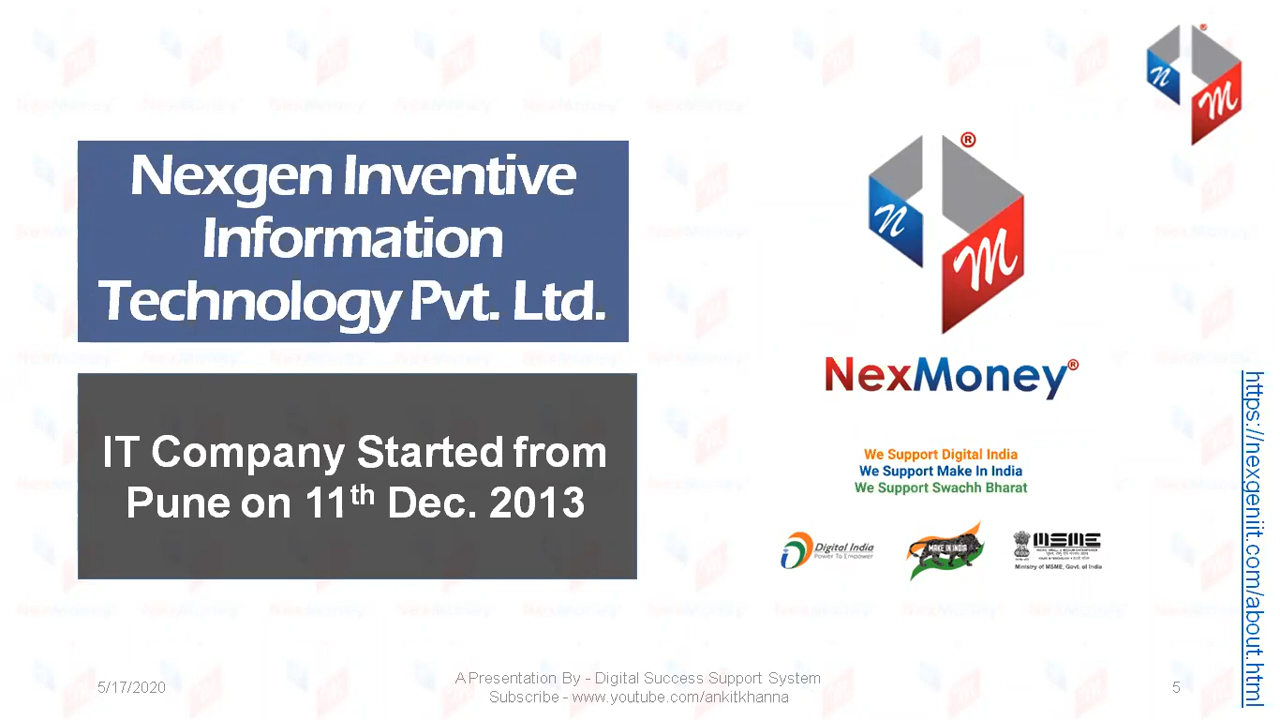 Nexgen Inventive
Information
Technology Pvt. Ltd.
IT Company Started from
Pune on 11th Dec. 2013
n
M
®
n
M
®
NexMoney®
We Support Digital India
We Support Make In India
We Support Swachh Bharat
Digital India
Power To Empower
MAKE IN INDIA
MSME
Ministry of MSME, Govt. of India
https://nexgeniit.com/about.html
5/17/2020
A Presentation By - Digital Success Support System
Subscribe - www.youtube.com/ankitkhanna
5